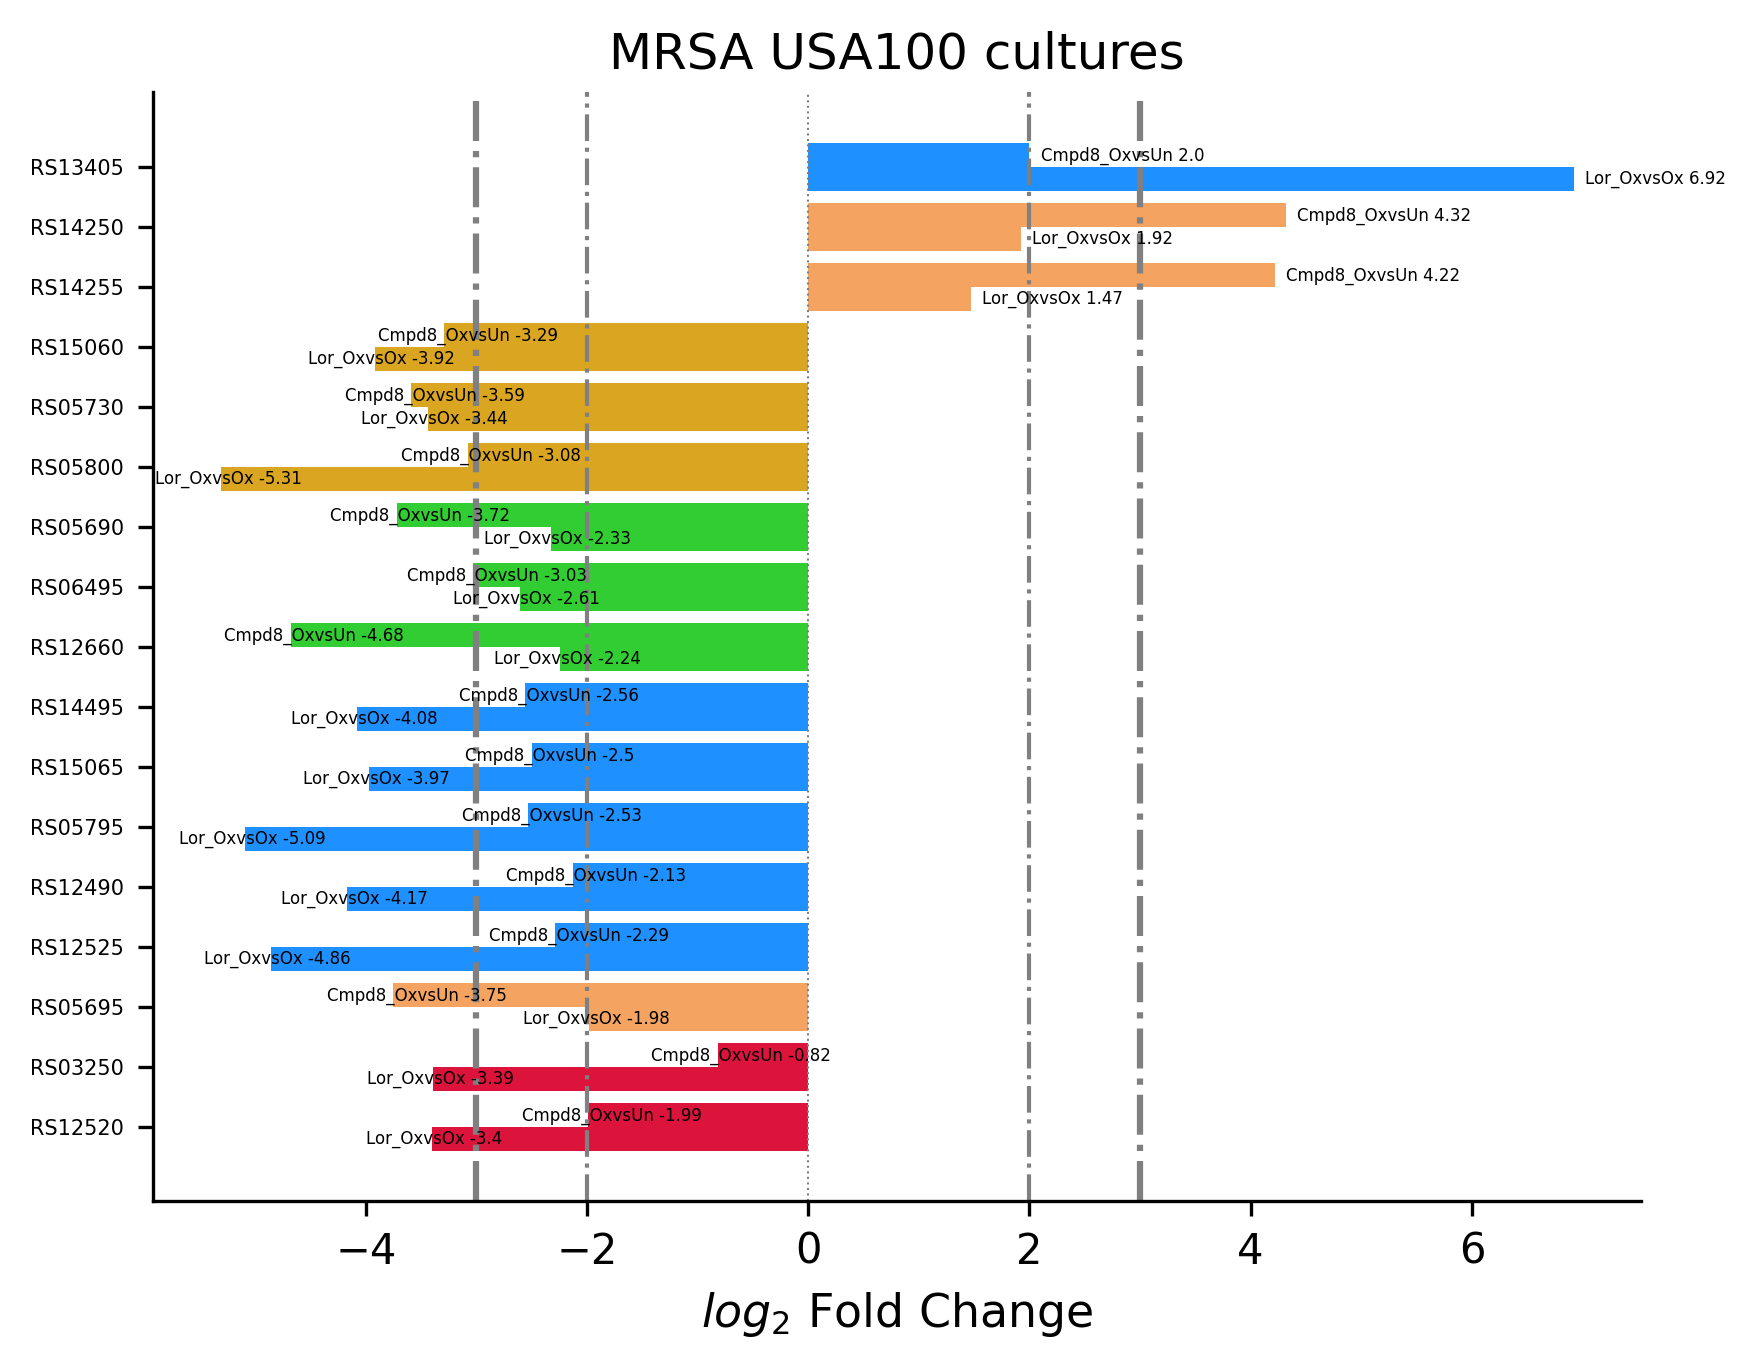 MRSA USA100 cultures
RS13405
Cmpd8_OxvsUn 2.0
Lor_OxvsOx 6.92
RS14250
Cmpd8_OxvsUn 4.32
Lor_OxvsOx 1.92
RS14255
Cmpd8_OxvsUn 4.22
Lor_OxvsOx 1.47
RS15060
Cmpd8_OxvsUn -3.29
Lor_OxvsOx -3.92
RS05730
Cmpd8_OxvsUn -3.59
Lor_OxvsOx -3.44
RS05800
Cmpd8_OxvsUn -3.08
Lor_OxvsOx -5.31
RS05690
Cmpd8_OxvsUn -3.72
Lor_OxvsOx -2.33
RS06495
Cmpd8_OxvsUn -3.03
Lor_OxvsOx -2.61
RS12660
Cmpd8_OxvsUn -4.68
Lor_OxvsOx -2.24
RS14495
Cmpd8_OxvsUn -2.56
Lor_OxvsOx -4.08
RS15065
Cmpd8_OxvsUn -2.5
Lor_OxvsOx -3.97
RS05795
Cmpd8_OxvsUn -2.53
Lor_OxvsOx -5.09
RS12490
Cmpd8_OxvsUn -2.13
Lor_OxvsOx -4.17
RS12525
Cmpd8_OxvsUn -2.29
Lor_OxvsOx -4.86
RS05695
Cmpd8_OxvsUn -3.75
Lor_OxvsOx -1.98
RS03250
Cmpd8_OxvsUn -0.82
Lor_OxvsOx -3.39
RS12520
Cmpd8_OxvsUn -1.99
Lor_OxvsOx -3.4
−4 −2 0 2 4 6
log₂ Fold Change